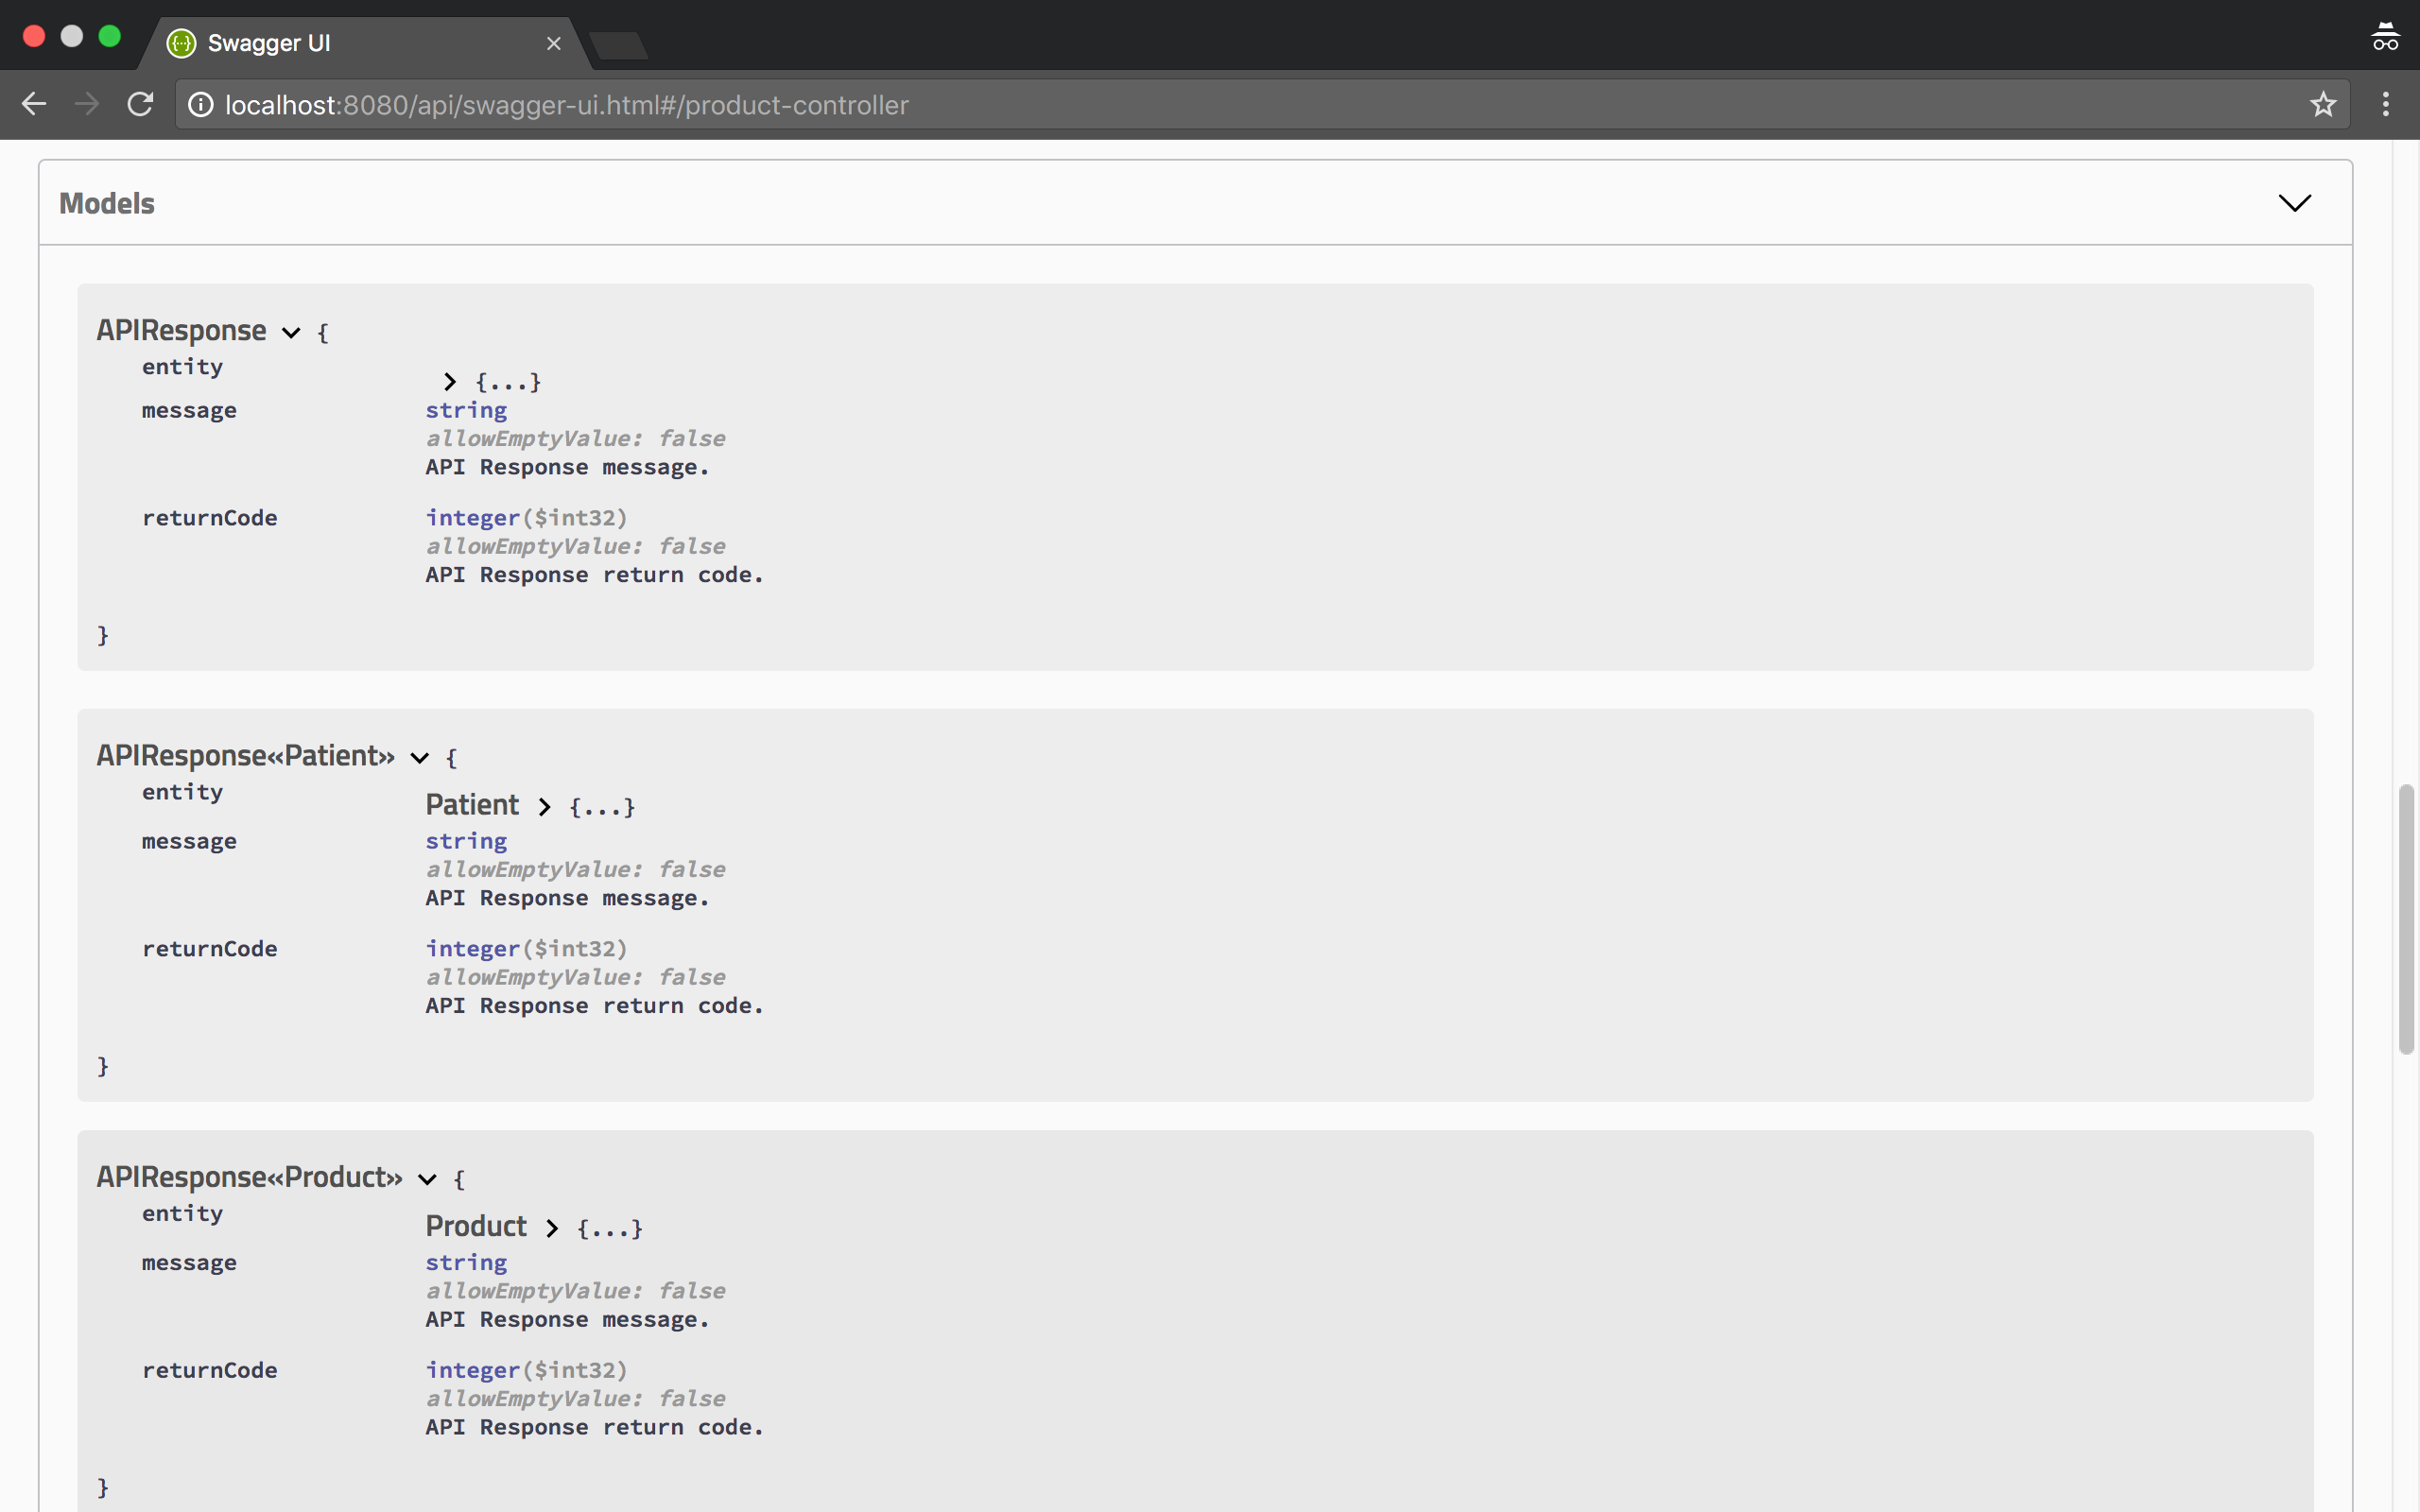 Swagger UI
localhost:8080/api/swagger-ui.html#/product-controller
Models
APIResponse {
entity {...}
message string
allowEmptyValue: false
API Response message.
returnCode integer($int32)
allowEmptyValue: false
API Response return code.
}
APIResponse«Patient» {
entity Patient {...}
message string
allowEmptyValue: false
API Response message.
returnCode integer($int32)
allowEmptyValue: false
API Response return code.
}
APIResponse«Product» {
entity Product {...}
message string
allowEmptyValue: false
API Response message.
returnCode integer($int32)
allowEmptyValue: false
API Response return code.
}